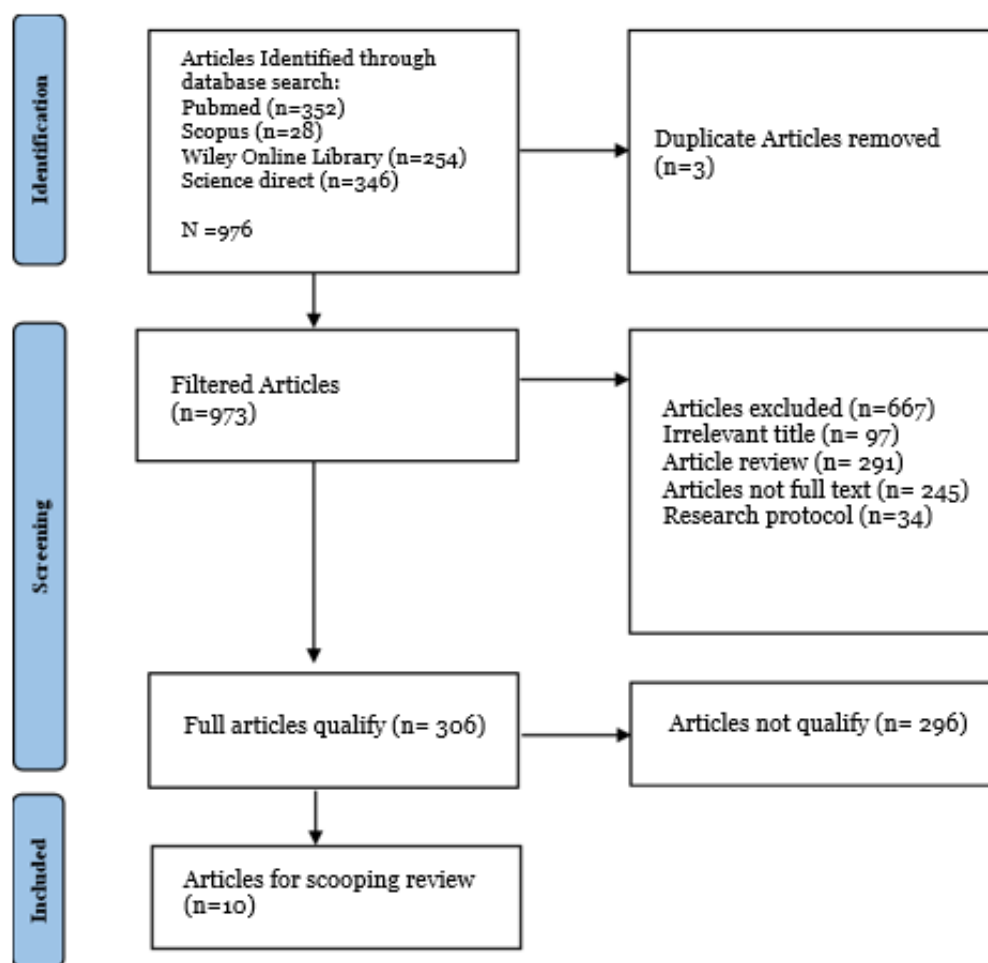 Identification
Articles Identified through
database search:
Pubmed (n=352)
Scopus (n=28)
Wiley Online Library (n=254)
Science direct (n=346)
N =976
Duplicate Articles removed
(n=3)
Screening
Filtered Articles
(n=973)
Articles excluded (n=667)
Irrelevant title (n= 97)
Article review (n= 291)
Articles not full text (n= 245)
Research protocol (n=34)
Full articles qualify (n= 306)
Articles not qualify (n= 296)
Included
Articles for scooping review
(n=10)